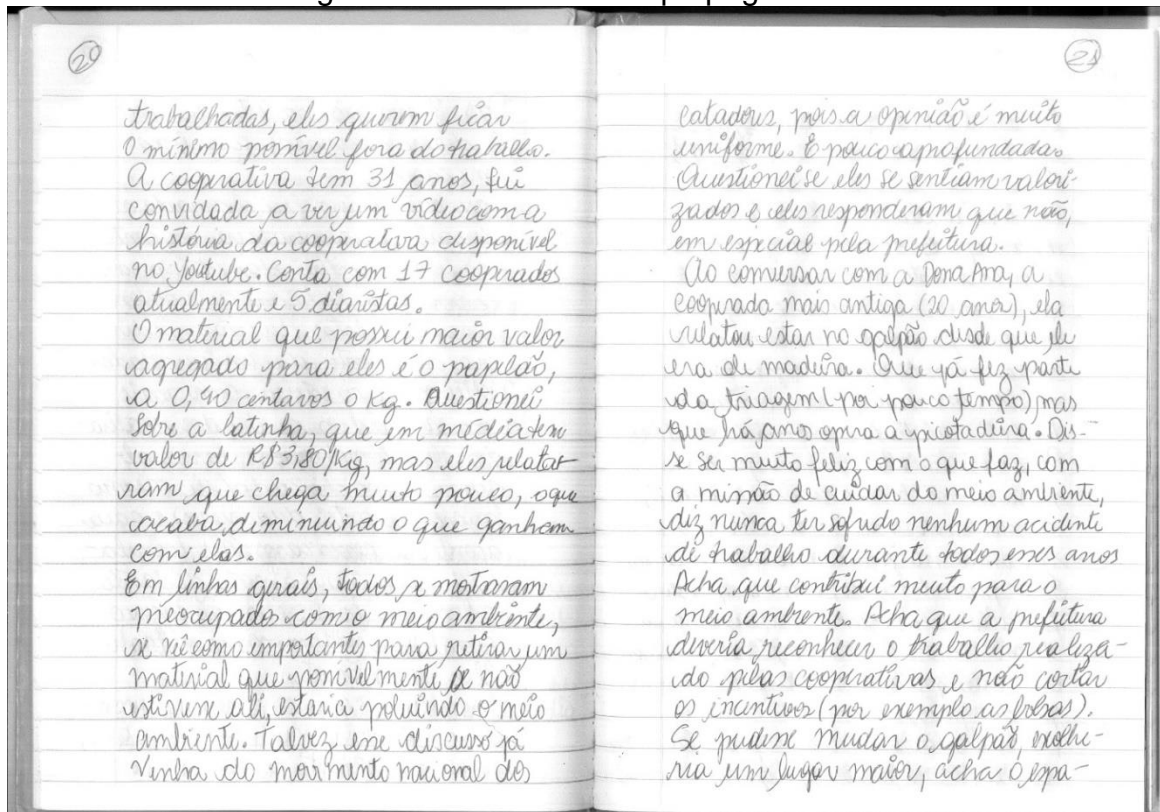 20
trabalhadas, eles querem ficar
o mínimo possível fora do trabalho.
A cooperativa tem 31 anos, fui
convidada a ver um vídeo com a
história da cooperativa disponível
no Youtube. Conta com 17 cooperados
atualmente e 5 diaristas.
O material que possui maior valor
agregado para eles é o papelão,
a 0,40 centavos o kg. Questionei
sobre a latinha, que em média tem
valor de R$3,80/Kg, mas eles relata-
ram que chega muito pouco, o que
acaba diminuindo o que ganham
com elas.
Em linhas gerais, todos se mostraram
preocupados com o meio ambiente,
se vê como importantes para retirar um
material que possivelmente se não
estivesse ali, estaria poluindo o meio
ambiente. Talvez esse discurso já
venha do movimento nacional dos
21
catadores, pois a opinião é muito
uniforme. E pouco aprofundada.
Questionei se eles se sentiam valori-
zados e eles responderam que não,
em especial pela prefeitura.
Ao conversar com a Dona Ana, a
cooperada mais antiga (20 anos), ela
relatou estar no galpão desde que ele
era de madeira. Que já fez parte
da triagem (por pouco tempo) mas
que há anos opera a picotadeira. Dis-
se ser muito feliz com o que faz, com
a missão de cuidar do meio ambiente,
diz nunca ter sofrido nenhum acidente
de trabalho durante todos esses anos
Acha que contribui muito para o
meio ambiente. Acha que a prefeitura
deveria reconhecer o trabalho realiza-
do pelas cooperativas e não cortar
os incentivos (por exemplo as bolsas).
Se pudesse mudar o galpão, escolhe-
ria um lugar maior, acha o espa-